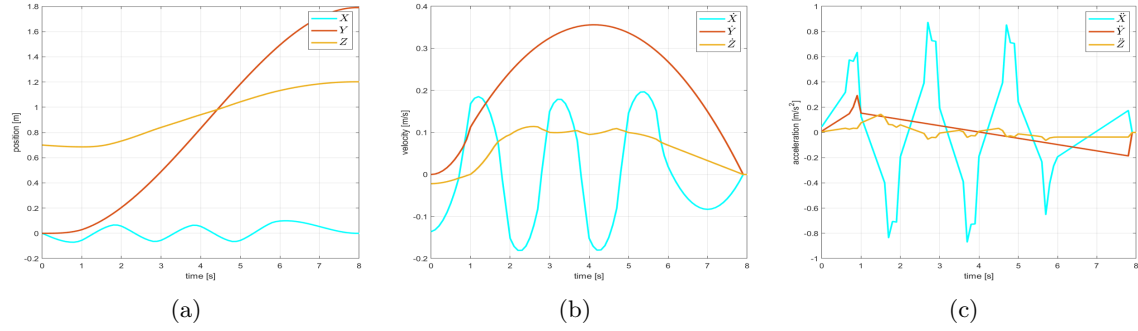 1.8
1.6
1.4
1.2
1
0.8
0.6
0.4
0.2
0
-0.2
position [m]
0 1 2 3 4 5 6 7 8
time [s]
X
Y
Z
(a)
0.4
0.3
0.2
0.1
0
-0.1
-0.2
velocity [m/s]
0 1 2 3 4 5 6 7 8
time [s]
Ẋ
Ẏ
Ż
(b)
1
0.8
0.6
0.4
0.2
0
-0.2
-0.4
-0.6
-0.8
-1
acceleration [m/s²]
0 1 2 3 4 5 6 7 8
time [s]
Ẍ
Ÿ
Z̈
(c)